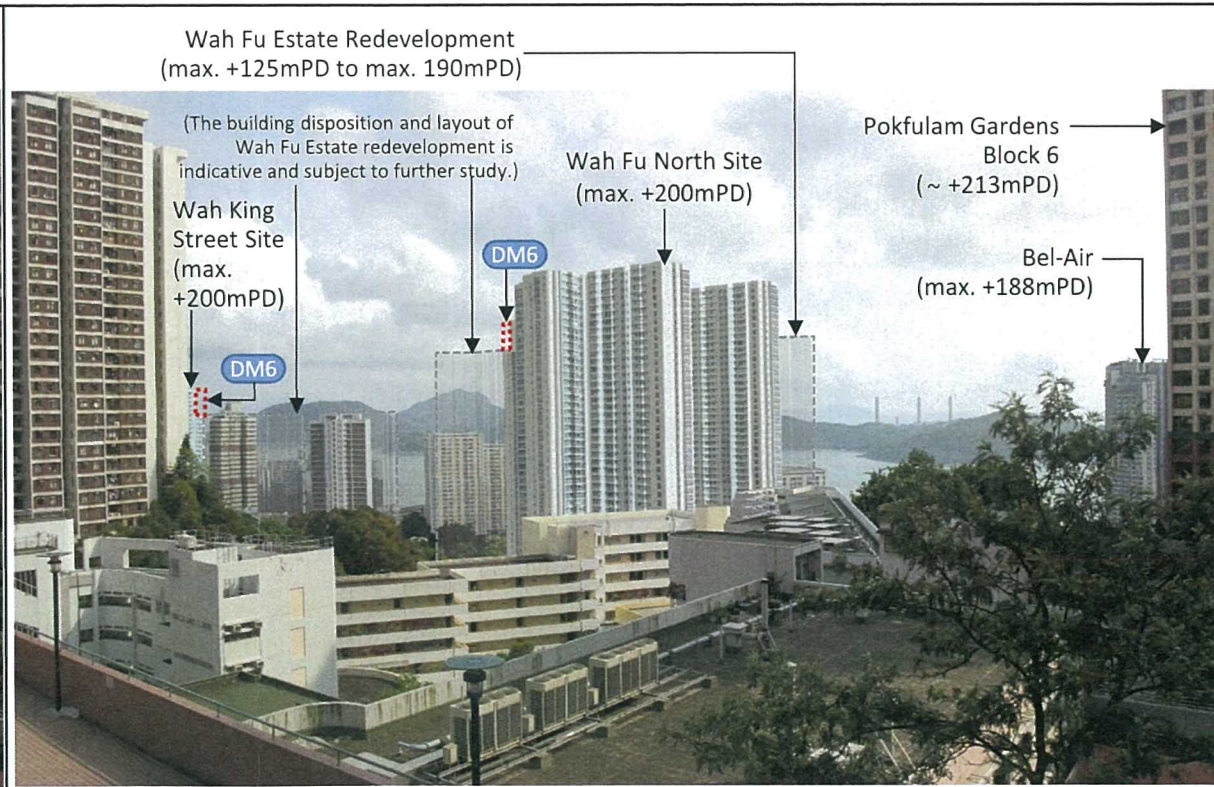 Wah Fu Estate Redevelopment
(max. +125mPD to max. 190mPD)
(The building disposition and layout of
Wah Fu Estate redevelopment is
indicative and subject to further study.)
Wah King
Street Site
(max.
+200mPD)
DM6
DM6
Wah Fu North Site
(max. +200mPD)
Pokfulam Gardens
Block 6
(~ +213mPD)
Bel-Air
(max. +188mPD)